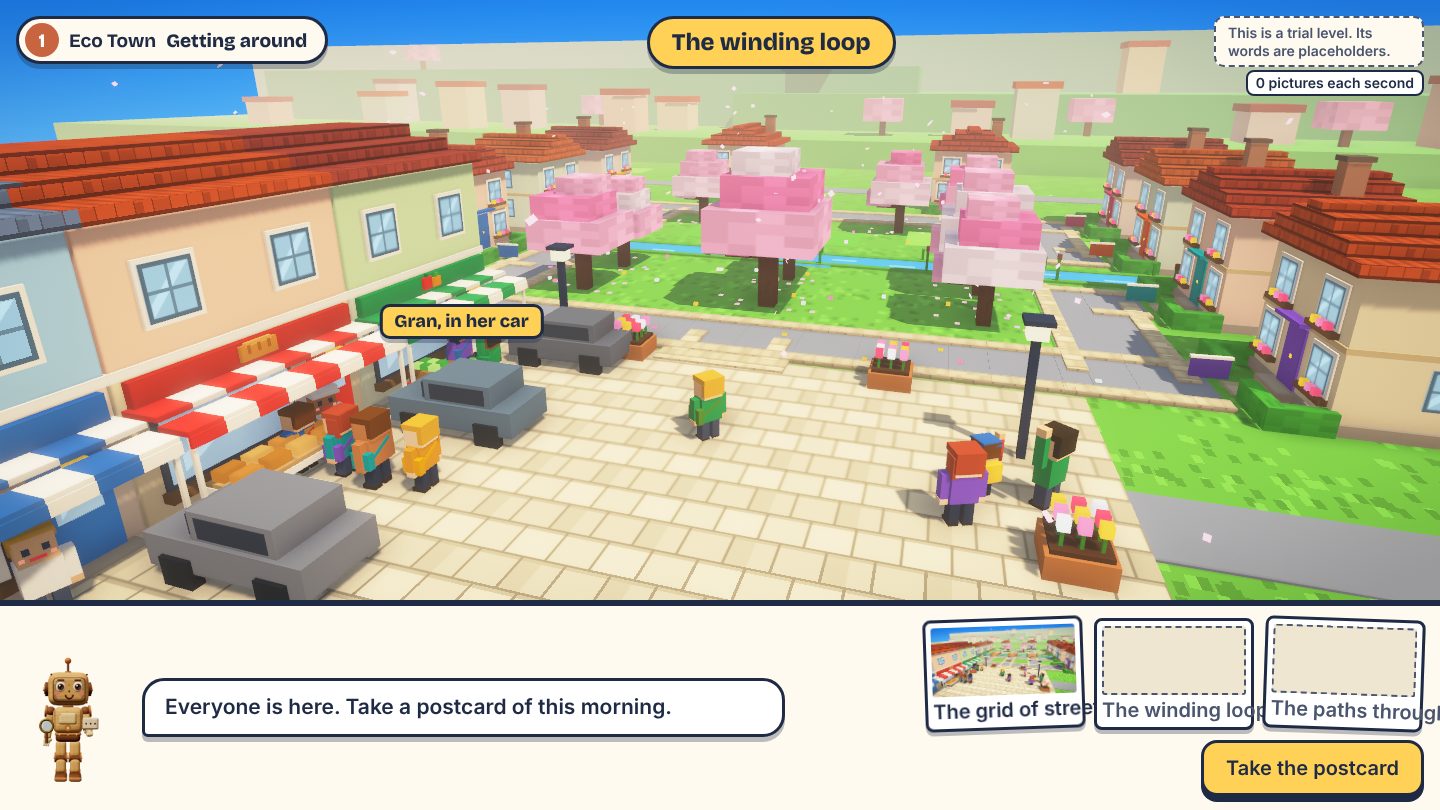 1 Eco Town Getting around
The winding loop
This is a trial level. Its
words are placeholders.
0 pictures each second
Gran, in her car
Everyone is here. Take a postcard of this morning.
The grid of stree
The winding loop
The paths through
Take the postcard